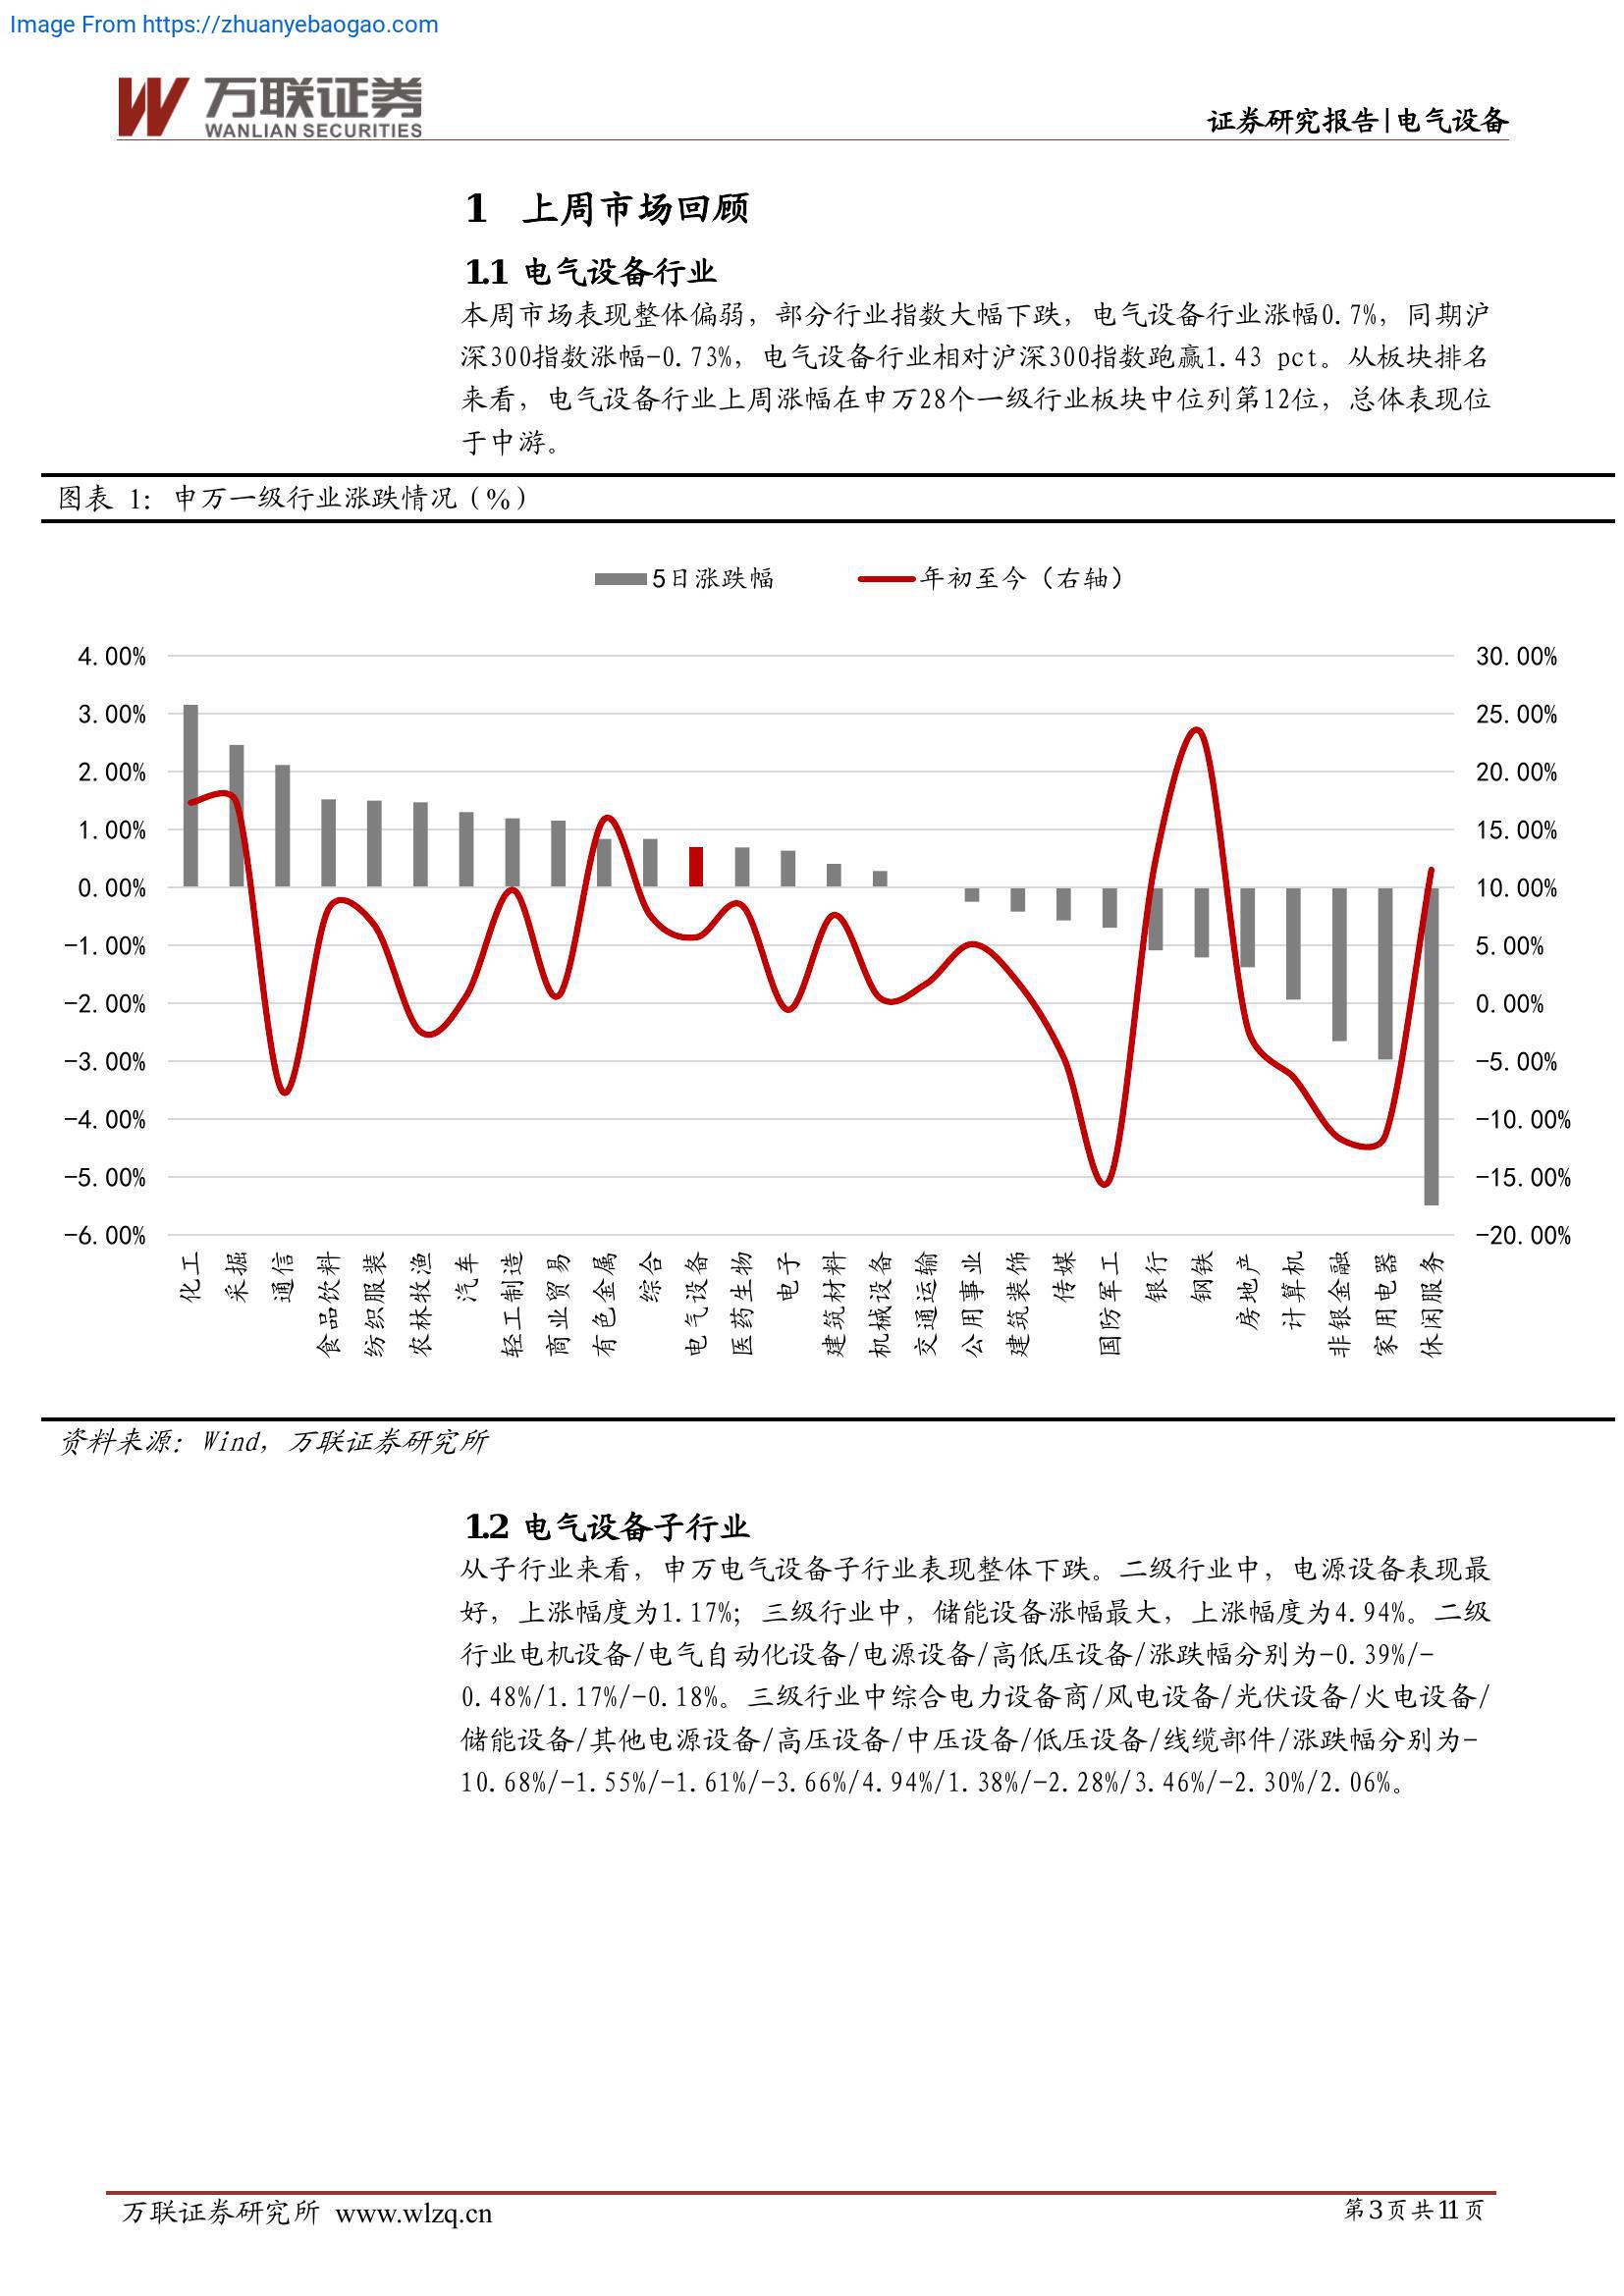 Image From https://zhuanyebaogao.com
万联证券
WANLIAN SECURITIES
证券研究报告|电气设备
1 上周市场回顾
1.1 电气设备行业
本周市场表现整体偏弱，部分行业指数大幅下跌，电气设备行业涨幅0.7%，同期沪
深300指数涨幅-0.73%，电气设备行业相对沪深300指数跑赢1.43 pct。从板块排名
来看，电气设备行业上周涨幅在申万28个一级行业板块中位列第12位，总体表现位
于中游。
图表 1：申万一级行业涨跌情况（%）
5日涨跌幅 年初至今（右轴）
4.00% 30.00%
3.00% 25.00%
2.00% 20.00%
1.00% 15.00%
0.00% 10.00%
-1.00% 5.00%
-2.00% 0.00%
-3.00% -5.00%
-4.00% -10.00%
-5.00% -15.00%
-6.00% -20.00%
化工
采掘
通信
食品饮料
纺织服装
农林牧渔
汽车
轻工制造
商业贸易
有色金属
综合
电气设备
医药生物
电子
建筑材料
机械设备
交通运输
公用事业
建筑装饰
传媒
国防军工
银行
钢铁
房地产
计算机
非银金融
家用电器
休闲服务
资料来源：Wind，万联证券研究所
1.2 电气设备子行业
从子行业来看，申万电气设备子行业表现整体下跌。二级行业中，电源设备表现最
好，上涨幅度为1.17%；三级行业中，储能设备涨幅最大，上涨幅度为4.94%。二级
行业电机设备/电气自动化设备/电源设备/高低压设备/涨跌幅分别为-0.39%/-
0.48%/1.17%/-0.18%。三级行业中综合电力设备商/风电设备/光伏设备/火电设备/
储能设备/其他电源设备/高压设备/中压设备/低压设备/线缆部件/涨跌幅分别为-
10.68%/-1.55%/-1.61%/-3.66%/4.94%/1.38%/-2.28%/3.46%/-2.30%/2.06%。
万联证券研究所 www.wlzq.cn 第3页共11页